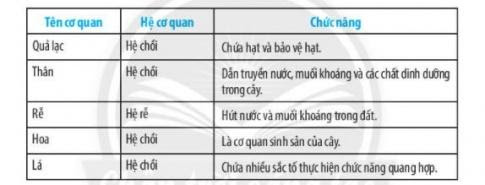 Tên cơ quan Hệ cơ quan Chức năng
Quả lạc Hệ chồi Chứa hạt và bảo vệ hạt.
Thân Hệ chồi Dẫn truyền nước, muối khoáng và các chất dinh dưỡng
trong cây.
Rễ Hệ rễ Hút nước và muối khoáng trong đất.
Hoa Hệ chồi Là cơ quan sinh sản của cây.
Lá Hệ chồi Chứa nhiều sắc tố thực hiện chức năng quang hợp.